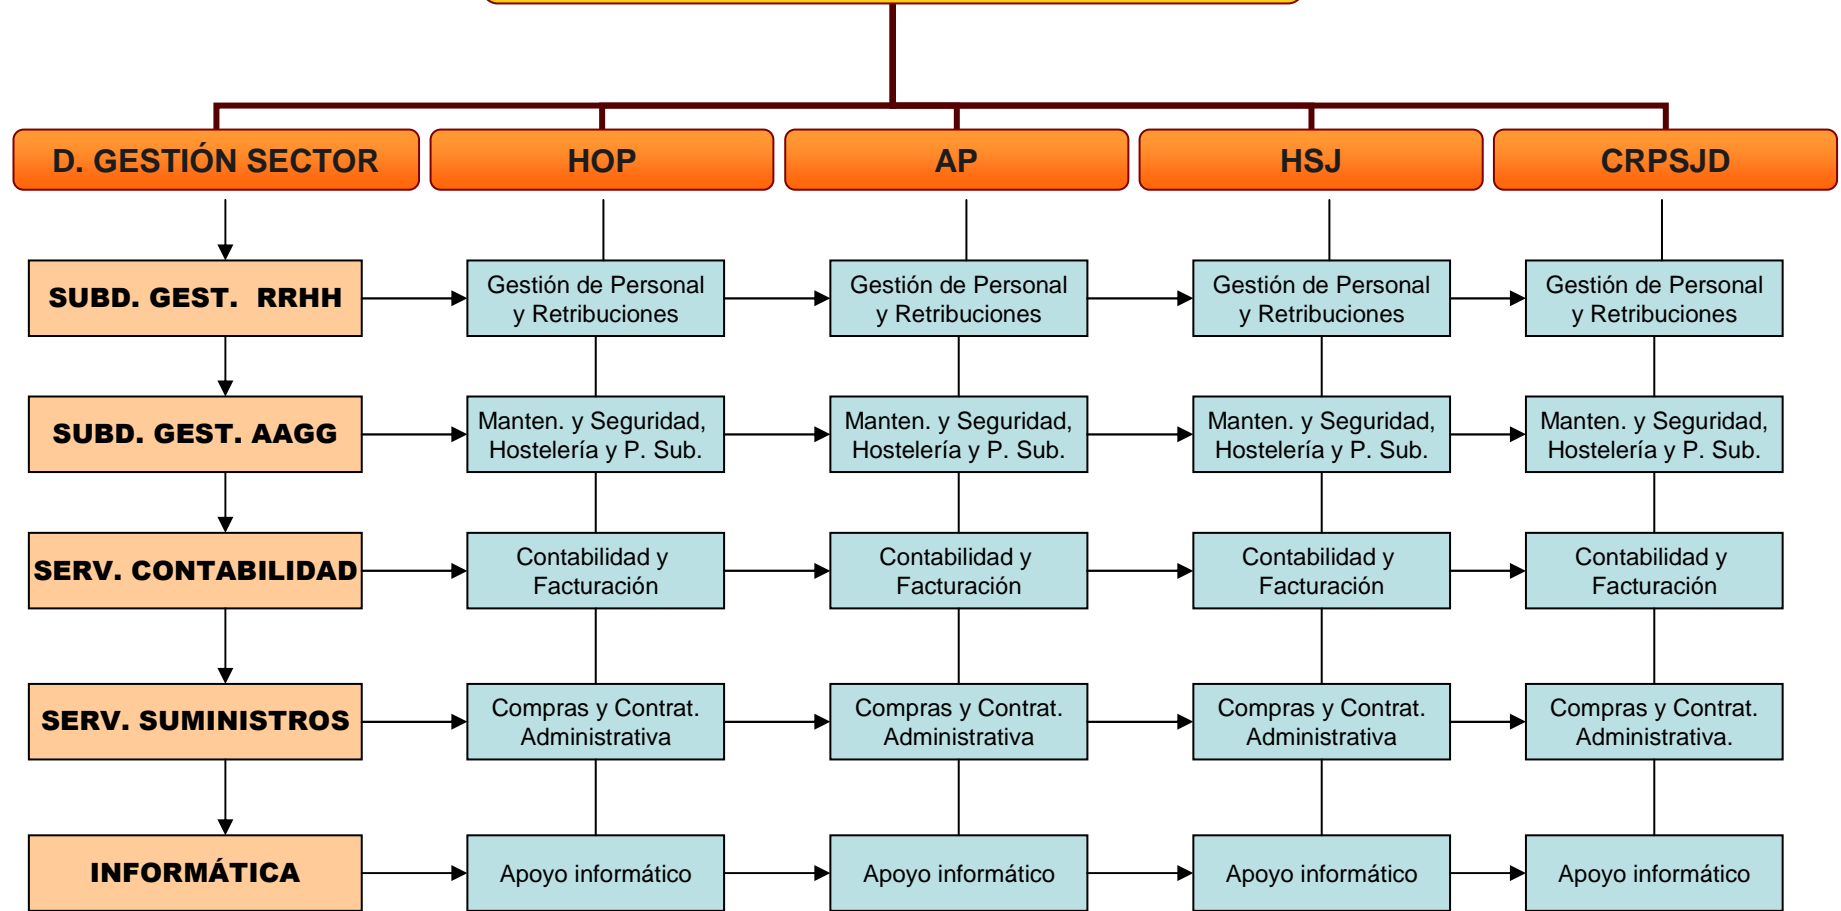 D. GESTIÓN SECTOR
HOP
AP
HSJ
CRPSJD
SUBD. GEST. RRHH
Gestión de Personal
y Retribuciones
Gestión de Personal
y Retribuciones
Gestión de Personal
y Retribuciones
Gestión de Personal
y Retribuciones
SUBD. GEST. AAGG
Manten. y Seguridad,
Hostelería y P. Sub.
Manten. y Seguridad,
Hostelería y P. Sub.
Manten. y Seguridad,
Hostelería y P. Sub.
Manten. y Seguridad,
Hostelería y P. Sub.
SERV. CONTABILIDAD
Contabilidad y
Facturación
Contabilidad y
Facturación
Contabilidad y
Facturación
Contabilidad y
Facturación
SERV. SUMINISTROS
Compras y Contrat.
Administrativa
Compras y Contrat.
Administrativa
Compras y Contrat.
Administrativa
Compras y Contrat.
Administrativa.
INFORMÁTICA
Apoyo informático
Apoyo informático
Apoyo informático
Apoyo informático